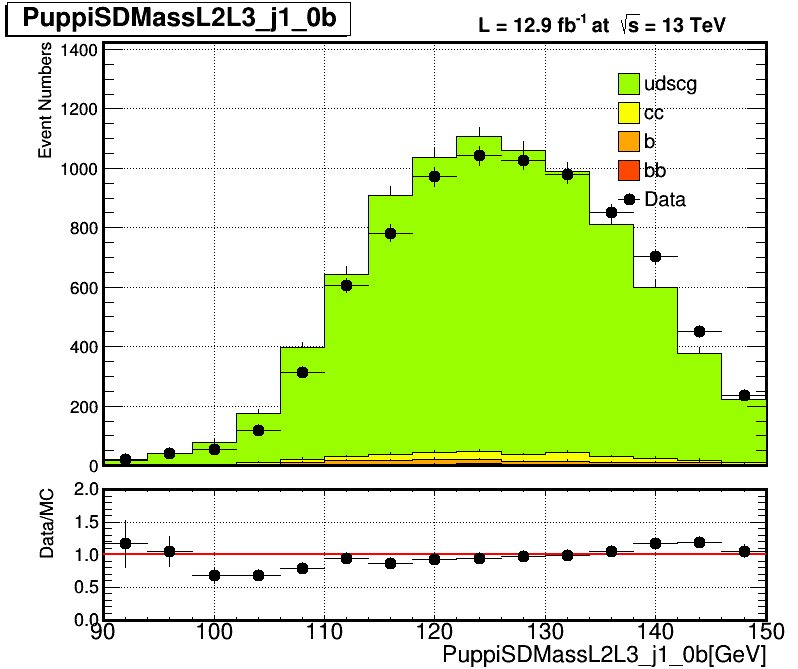 PuppiSDMassL2L3_j1_0b
L = 12.9 fb⁻¹ at √s = 13 TeV
Event Numbers
1400
1200
1000
800
600
400
200
0
udscg
cc
b
bb
Data
Data/MC
2.0
1.5
1.0
0.5
0.0
90 100 110 120 130 140 150
PuppiSDMassL2L3_j1_0b[GeV]